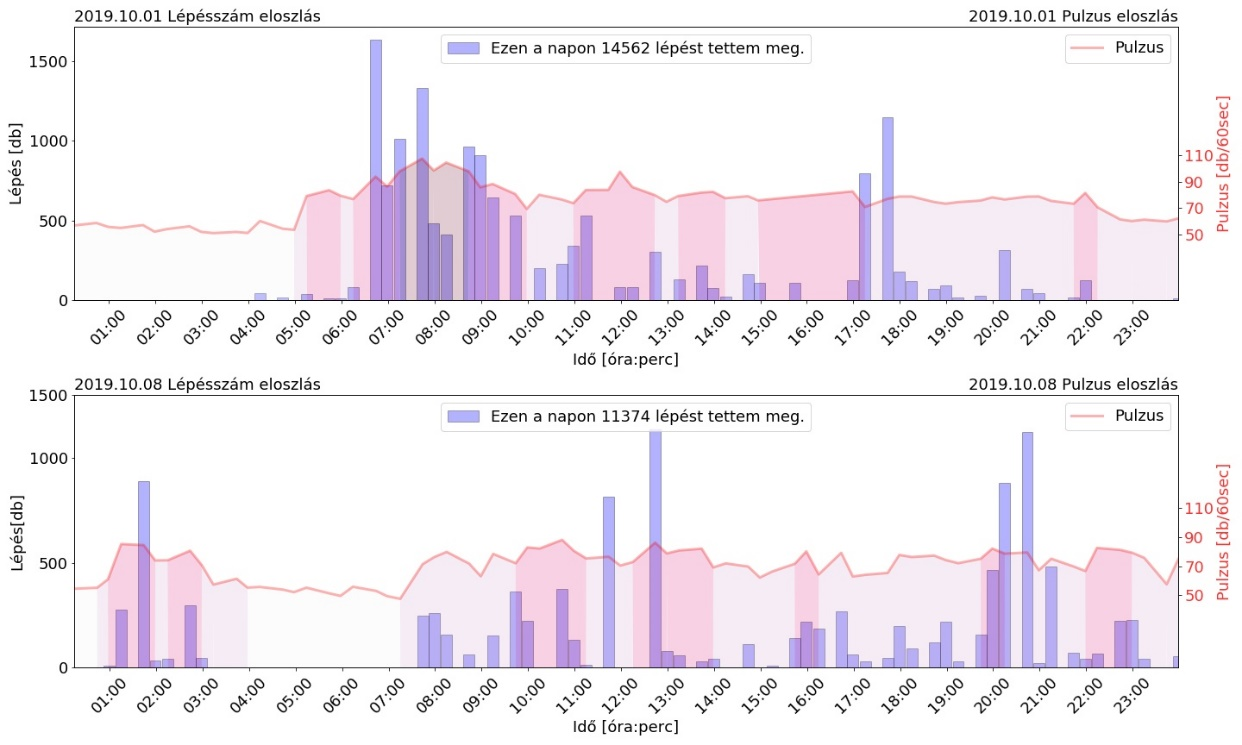 2019.10.01 Lépésszám eloszlás
2019.10.01 Pulzus eloszlás
Ezen a napon 14562 lépést tettem meg.
Pulzus
Lépés [db]
1500
1000
500
0
Pulzus [db/60sec]
110
90
70
50
01:00 02:00 03:00 04:00 05:00 06:00 07:00 08:00 09:00 10:00 11:00 12:00 13:00 14:00 15:00 16:00 17:00 18:00 19:00 20:00 21:00 22:00 23:00
Idő [óra:perc]
2019.10.08 Lépésszám eloszlás
2019.10.08 Pulzus eloszlás
Ezen a napon 11374 lépést tettem meg.
Pulzus
Lépés[db]
1500
1000
500
0
Pulzus [db/60sec]
110
90
70
50
01:00 02:00 03:00 04:00 05:00 06:00 07:00 08:00 09:00 10:00 11:00 12:00 13:00 14:00 15:00 16:00 17:00 18:00 19:00 20:00 21:00 22:00 23:00
Idő [óra:perc]